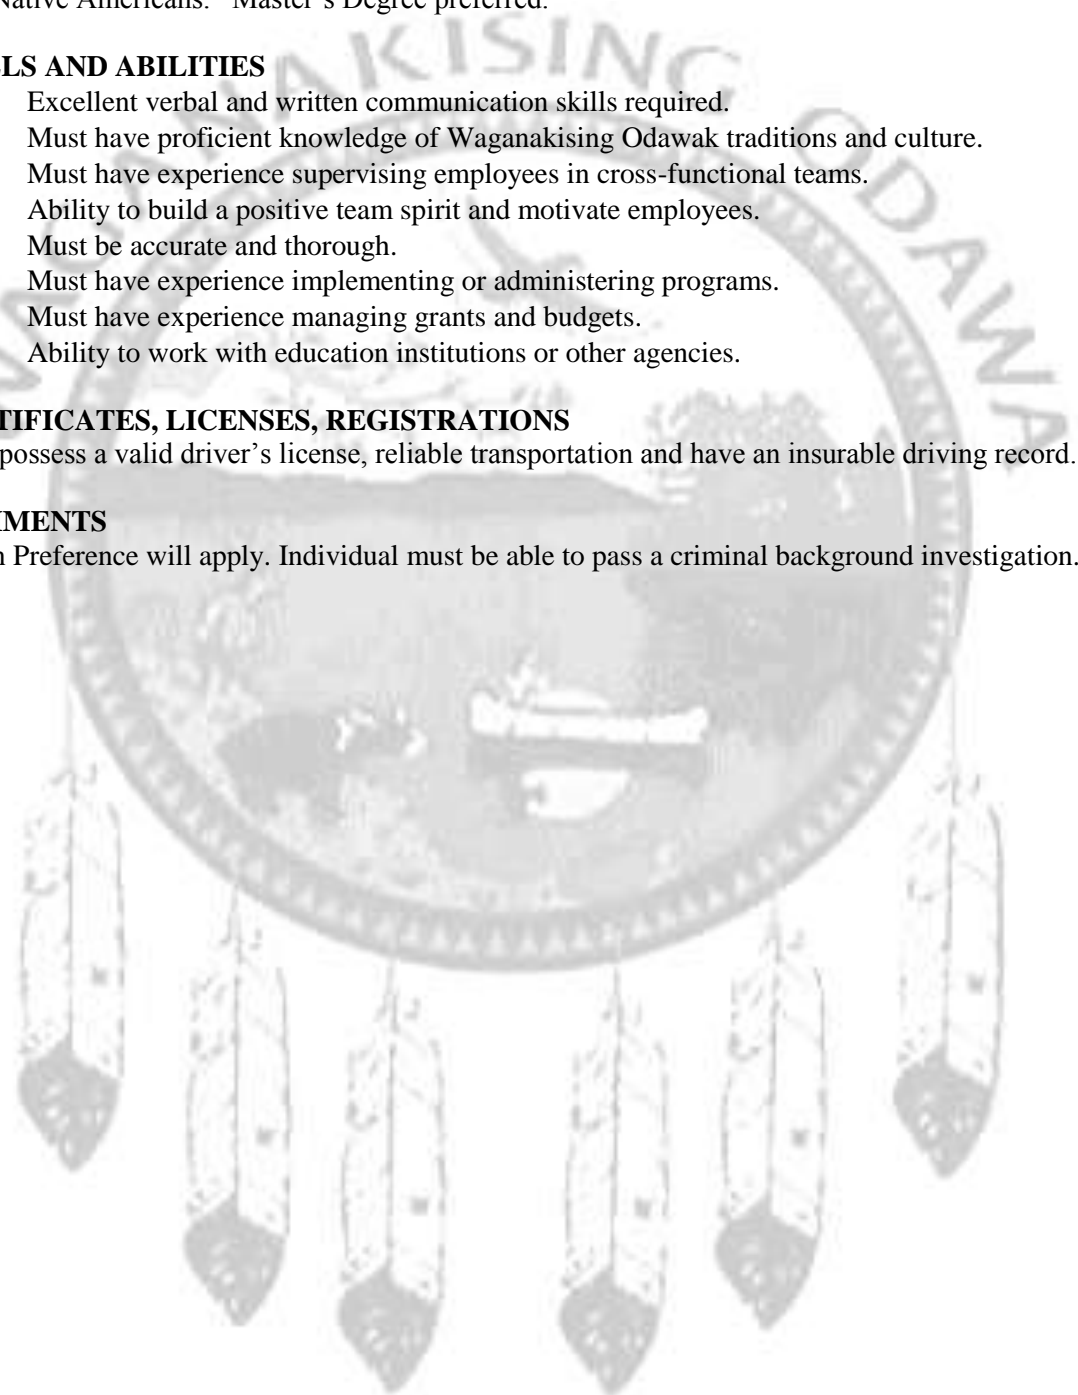 Native Americans. Master's Degree preferred.
LS AND ABILITIES
Excellent verbal and written communication skills required.
Must have proficient knowledge of Waganakising Odawak traditions and culture.
Must have experience supervising employees in cross-functional teams.
Ability to build a positive team spirit and motivate employees.
Must be accurate and thorough.
Must have experience implementing or administering programs.
Must have experience managing grants and budgets.
Ability to work with education institutions or other agencies.
TIFICATES, LICENSES, REGISTRATIONS
possess a valid driver's license, reliable transportation and have an insurable driving record.
MENTS
n Preference will apply. Individual must be able to pass a criminal background investigation.
WAGANAKISING ODAWA